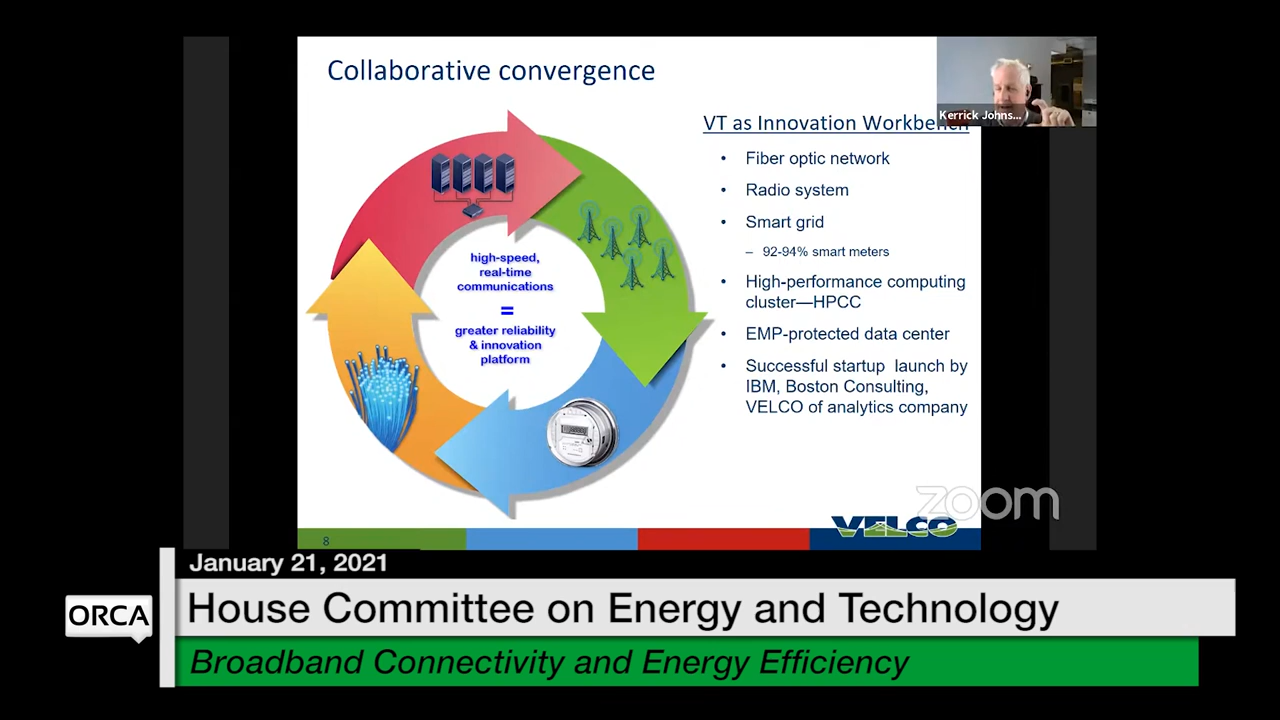 Collaborative convergence
Kerrick Johns...
VT as Innovation Workbench
• Fiber optic network
• Radio system
• Smart grid
– 92-94% smart meters
• High-performance computing
cluster—HPCC
• EMP-protected data center
• Successful startup launch by
IBM, Boston Consulting,
VELCO of analytics company
high-speed,
real-time
communications
=
greater reliability
& innovation
platform
zoom
VELCO
8
January 21, 2021
ORCA
House Committee on Energy and Technology
Broadband Connectivity and Energy Efficiency